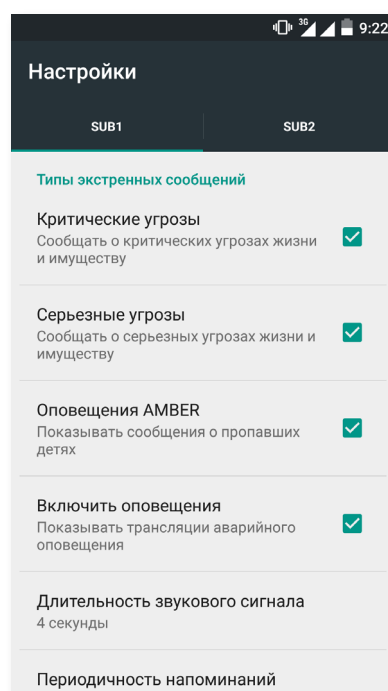 3G 9:22
Настройки
SUB1 SUB2
Типы экстренных сообщений
Критические угрозы
Сообщать о критических угрозах жизни
и имуществу
Серьезные угрозы
Сообщать о серьезных угрозах жизни и
имуществу
Оповещения AMBER
Показывать сообщения о пропавших
детях
Включить оповещения
Показывать трансляции аварийного
оповещения
Длительность звукового сигнала
4 секунды
Периодичность напоминаний